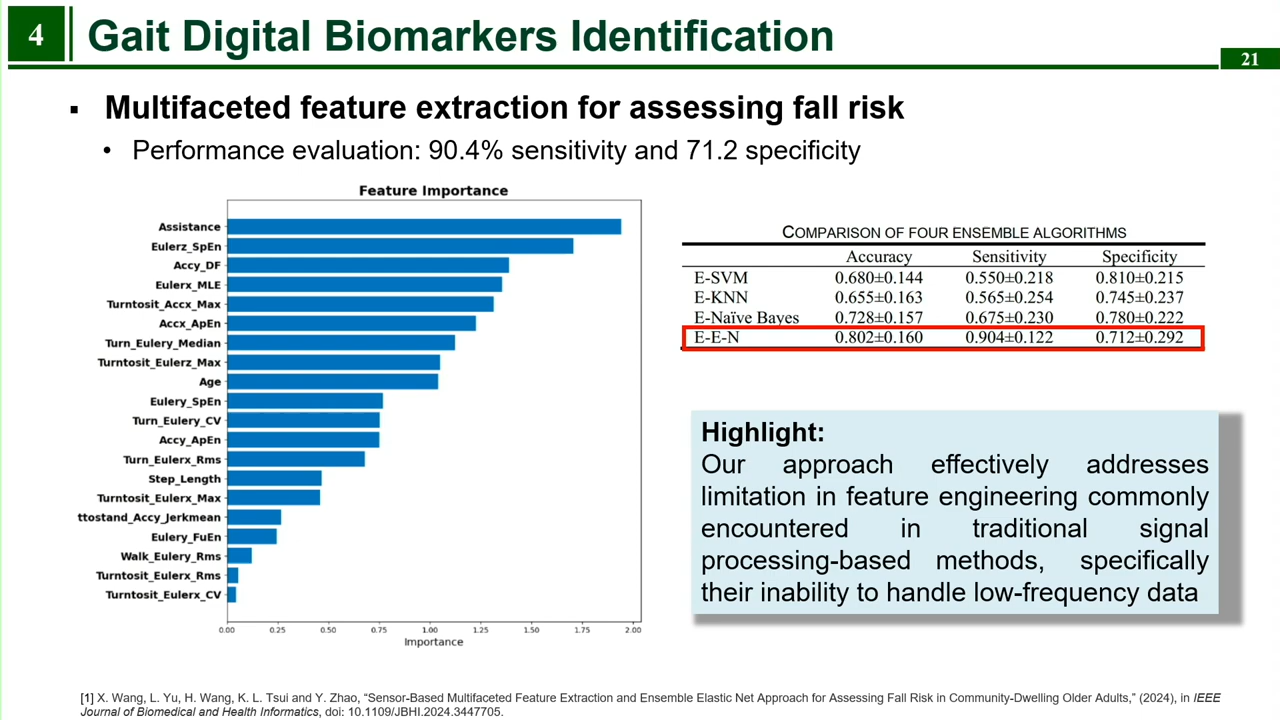 4
Gait Digital Biomarkers Identification
21
▪ Multifaceted feature extraction for assessing fall risk
• Performance evaluation: 90.4% sensitivity and 71.2 specificity
Feature Importance
Assistance
Eulerz_SpEn
Accy_DF
Eulerx_MLE
Turntosit_Accx_Max
Accx_ApEn
Turn_Eulery_Median
Turntosit_Eulerz_Max
Age
Eulery_SpEn
Turn_Eulery_CV
Accy_ApEn
Turn_Eulerx_Rms
Step_Length
Turntosit_Eulerx_Max
ttostand_Accy_Jerkmean
Eulery_FuEn
Walk_Eulery_Rms
Turntosit_Eulerx_Rms
Turntosit_Eulerx_CV
0.00 0.25 0.50 0.75 1.00 1.25 1.50 1.75 2.00
Importance
COMPARISON OF FOUR ENSEMBLE ALGORITHMS
Accuracy Sensitivity Specificity
E-SVM 0.680±0.144 0.550±0.218 0.810±0.215
E-KNN 0.655±0.163 0.565±0.254 0.745±0.237
E-Naïve Bayes 0.728±0.157 0.675±0.230 0.780±0.222
E-E-N 0.802±0.160 0.904±0.122 0.712±0.292
Highlight:
Our approach effectively addresses
limitation in feature engineering commonly
encountered in traditional signal
processing-based methods, specifically
their inability to handle low-frequency data
[1] X. Wang, L. Yu, H. Wang, K. L. Tsui and Y. Zhao, “Sensor-Based Multifaceted Feature Extraction and Ensemble Elastic Net Approach for Assessing Fall Risk in Community-Dwelling Older Adults,” (2024), in IEEE
Journal of Biomedical and Health Informatics, doi: 10.1109/JBHI.2024.3447705.